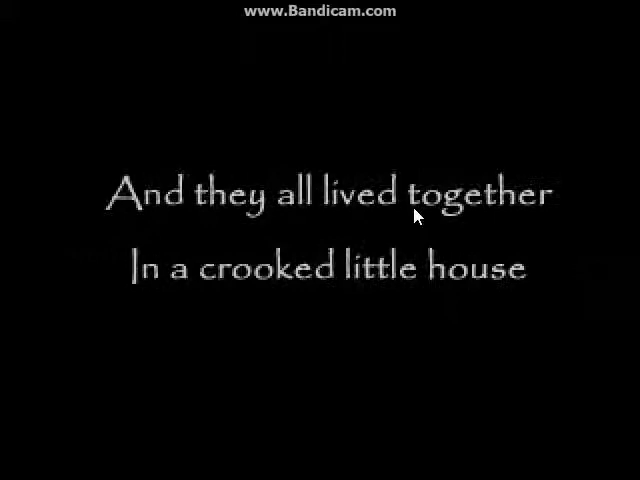 www.Bandicam.com
And they all lived together
In a crooked little house